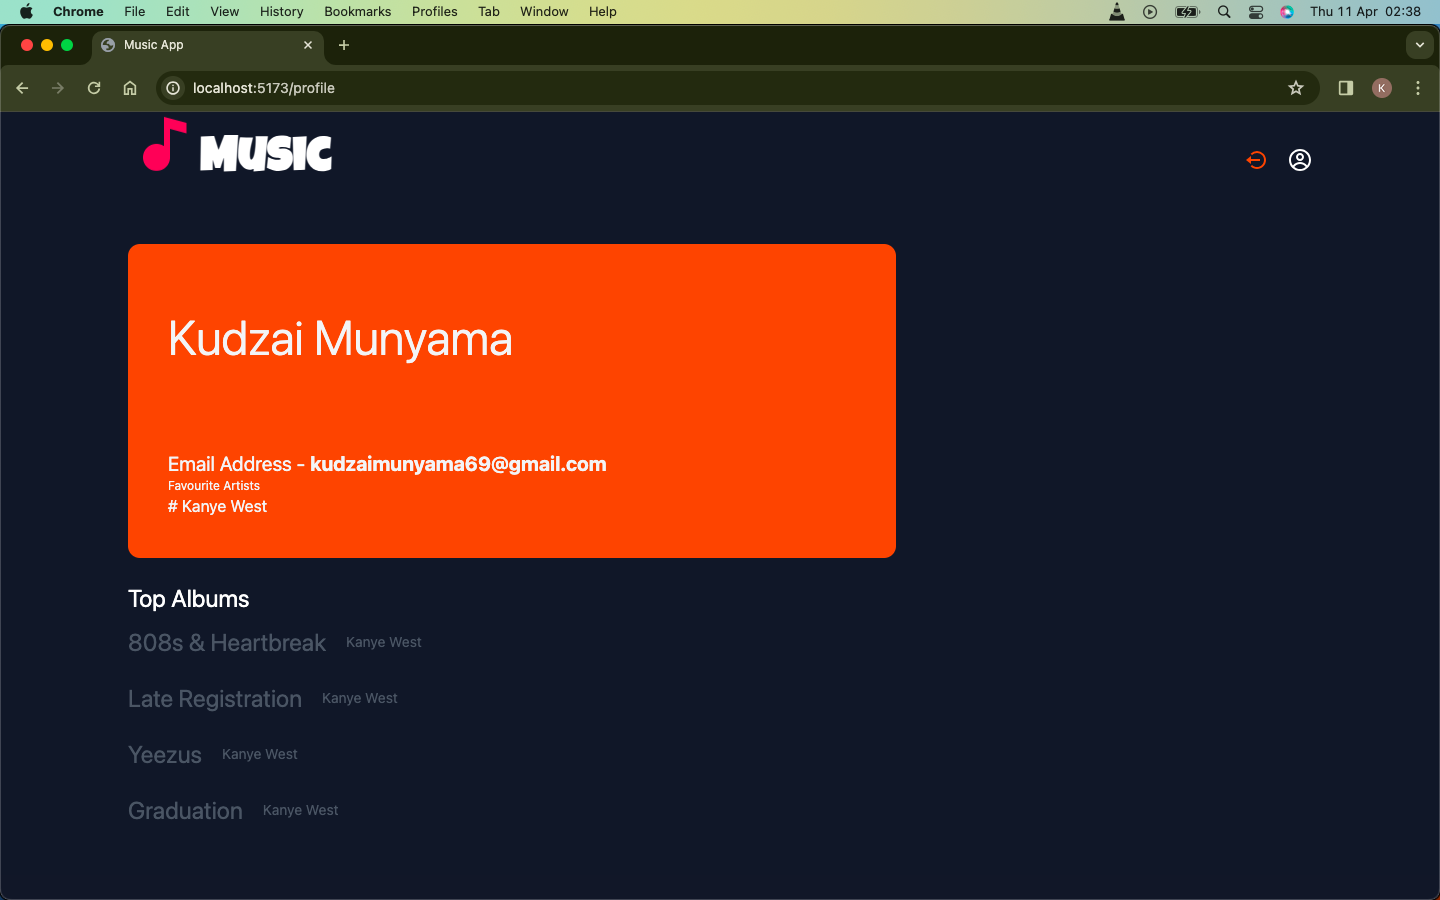 Chrome File Edit View History Bookmarks Profiles Tab Window Help Thu 11 Apr 02:38
Music App
localhost:5173/profile
K
MUSIC
Kudzai Munyama
Email Address - kudzaimunyama69@gmail.com
Favourite Artists
# Kanye West
Top Albums
808s & Heartbreak Kanye West
Late Registration Kanye West
Yeezus Kanye West
Graduation Kanye West